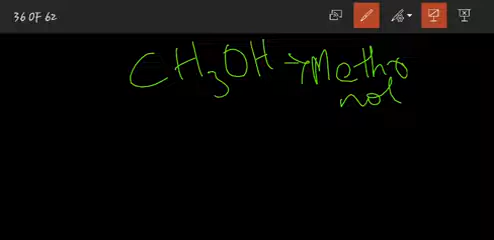 36 OF 62
CH3OH → Metha
nol